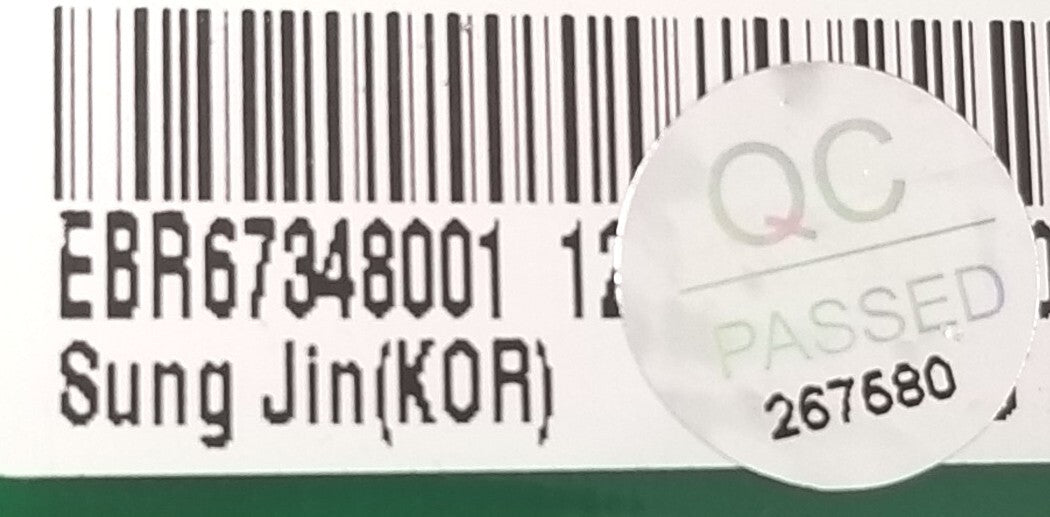 EBR67348001 12
Sung Jin(KOR)
QC
PASSED
267680